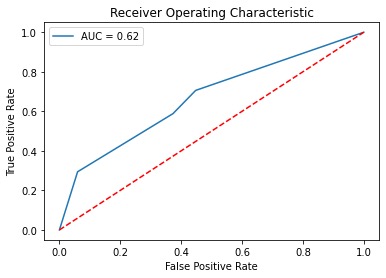 Receiver Operating Characteristic
AUC = 0.62
True Positive Rate
1.0
0.8
0.6
0.4
0.2
0.0
0.0 0.2 0.4 0.6 0.8 1.0
False Positive Rate